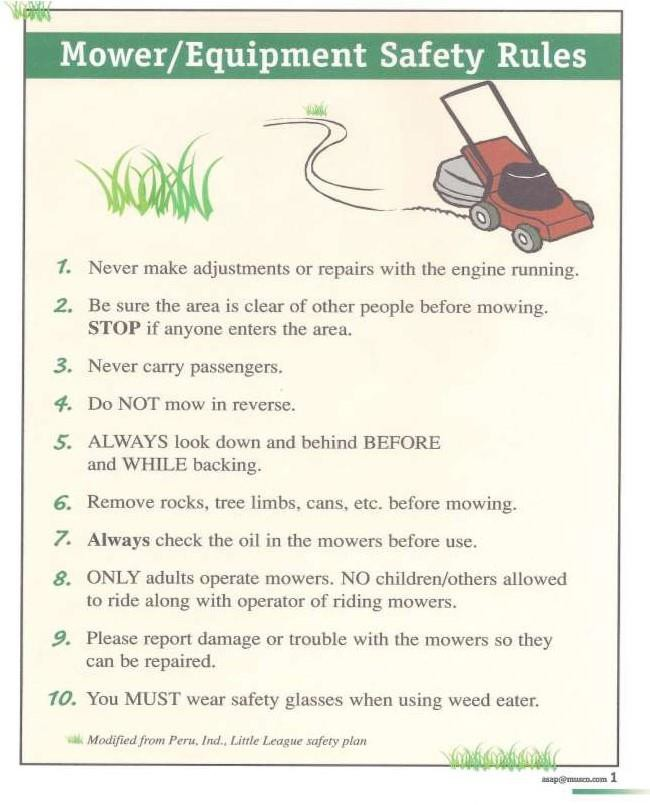 Mower/Equipment Safety Rules
1. Never make adjustments or repairs with the engine running.
2. Be sure the area is clear of other people before mowing.
STOP if anyone enters the area.
3. Never carry passengers.
4. Do NOT mow in reverse.
5. ALWAYS look down and behind BEFORE
and WHILE backing.
6. Remove rocks, tree limbs, cans, etc. before mowing.
7. Always check the oil in the mowers before use.
8. ONLY adults operate mowers. NO children/others allowed
to ride along with operator of riding mowers.
9. Please report damage or trouble with the mowers so they
can be repaired.
10. You MUST wear safety glasses when using weed eater.
Modified from Peru, Ind., Little League safety plan
asap@musco.com 1